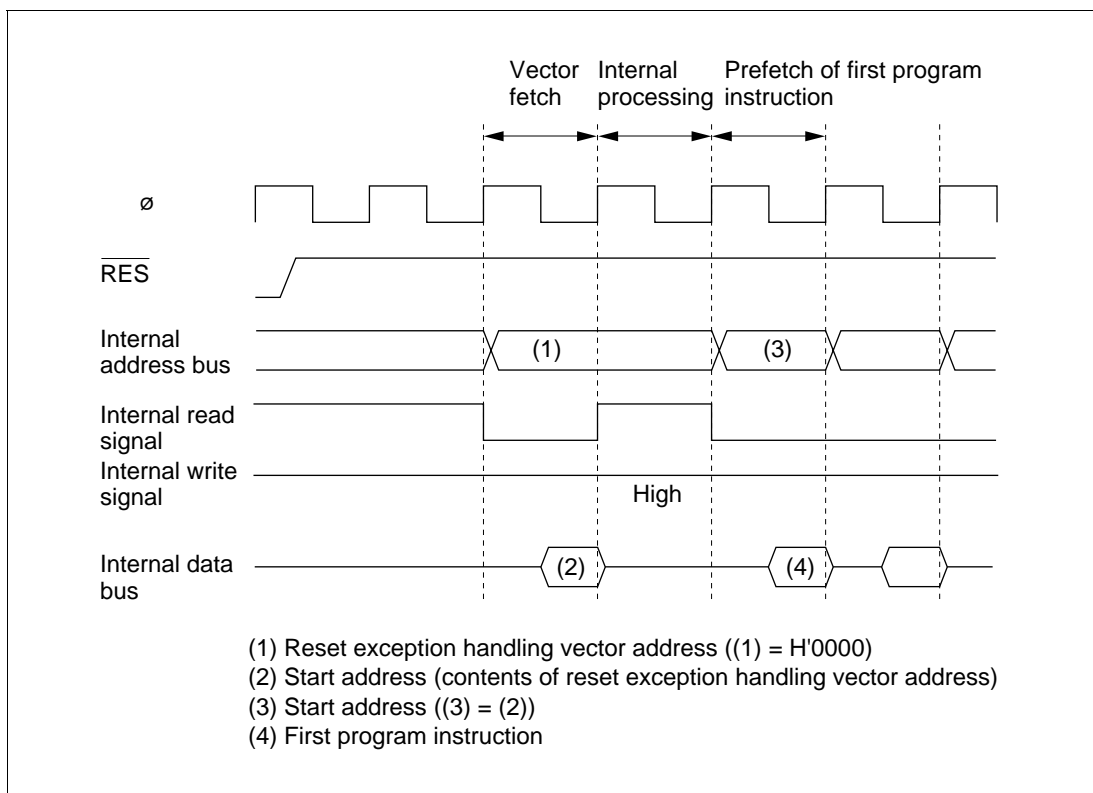 Vector fetch
Internal processing
Prefetch of first program instruction
ø
RES
Internal address bus
(1)
(3)
Internal read signal
Internal write signal
High
Internal data bus
(2)
(4)
(1) Reset exception handling vector address ((1) = H'0000)
(2) Start address (contents of reset exception handling vector address)
(3) Start address ((3) = (2))
(4) First program instruction